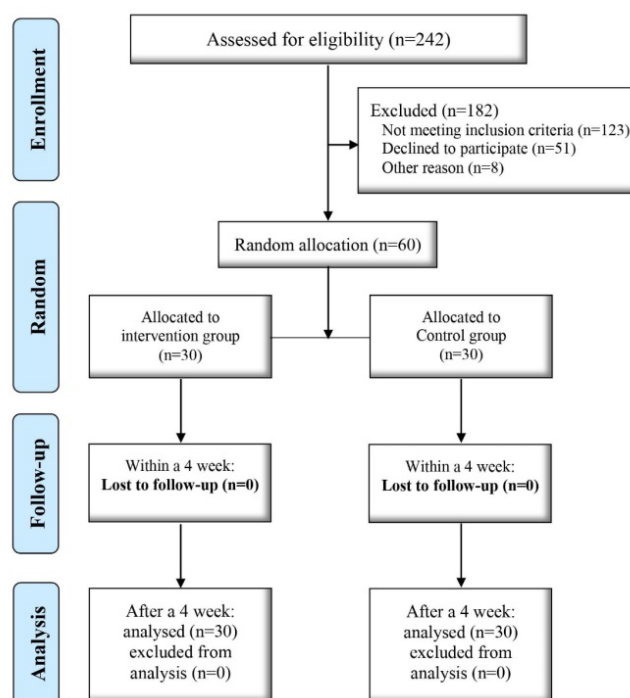 Enrollment
Assessed for eligibility (n=242)
Excluded (n=182)
Not meeting inclusion criteria (n=123)
Declined to participate (n=51)
Other reason (n=8)
Random
Random allocation (n=60)
Allocated to
intervention group
(n=30)
Allocated to
Control group
(n=30)
Follow-up
Within a 4 week:
Lost to follow-up (n=0)
Within a 4 week:
Lost to follow-up (n=0)
Analysis
After a 4 week:
analysed (n=30)
excluded from
analysis (n=0)
After a 4 week:
analysed (n=30)
excluded from
analysis (n=0)